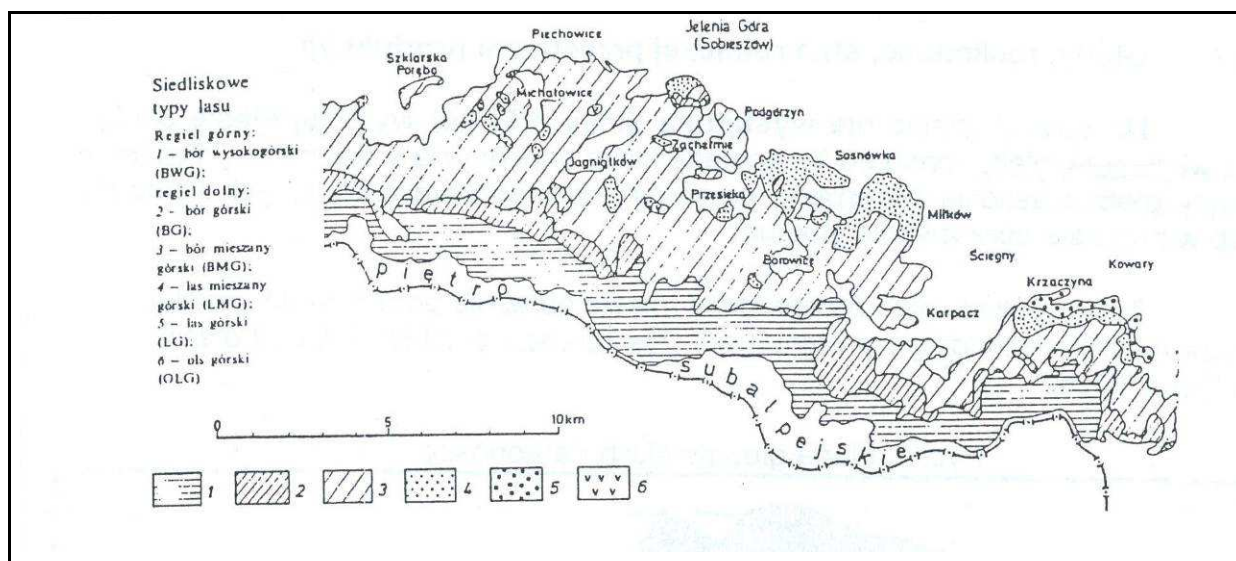 Siedliskowe
typy lasu
Regiel górny:
1 – bór wysokogórski
(BWG);
regiel dolny:
2 - bór górski
(BG);
3 – bór mieszany
górski (BMG);
4 – las mieszany
górski (LMG);
5 – las górski
(LG);
6 – ols górski
(OLG)
Jelenia Góra
(Sobieszów)
Piechowice
Szklarska
Poręba
Michałowice
Podgórzyn
Zachełmie
Jagniątków
Sosnówka
Przesieka
Miłków
Borowice
Ściegny
Kowary
Krzaczyna
Karpacz
piętro
subalpejskie
0 5 10 km
1 2 3 4 5 6